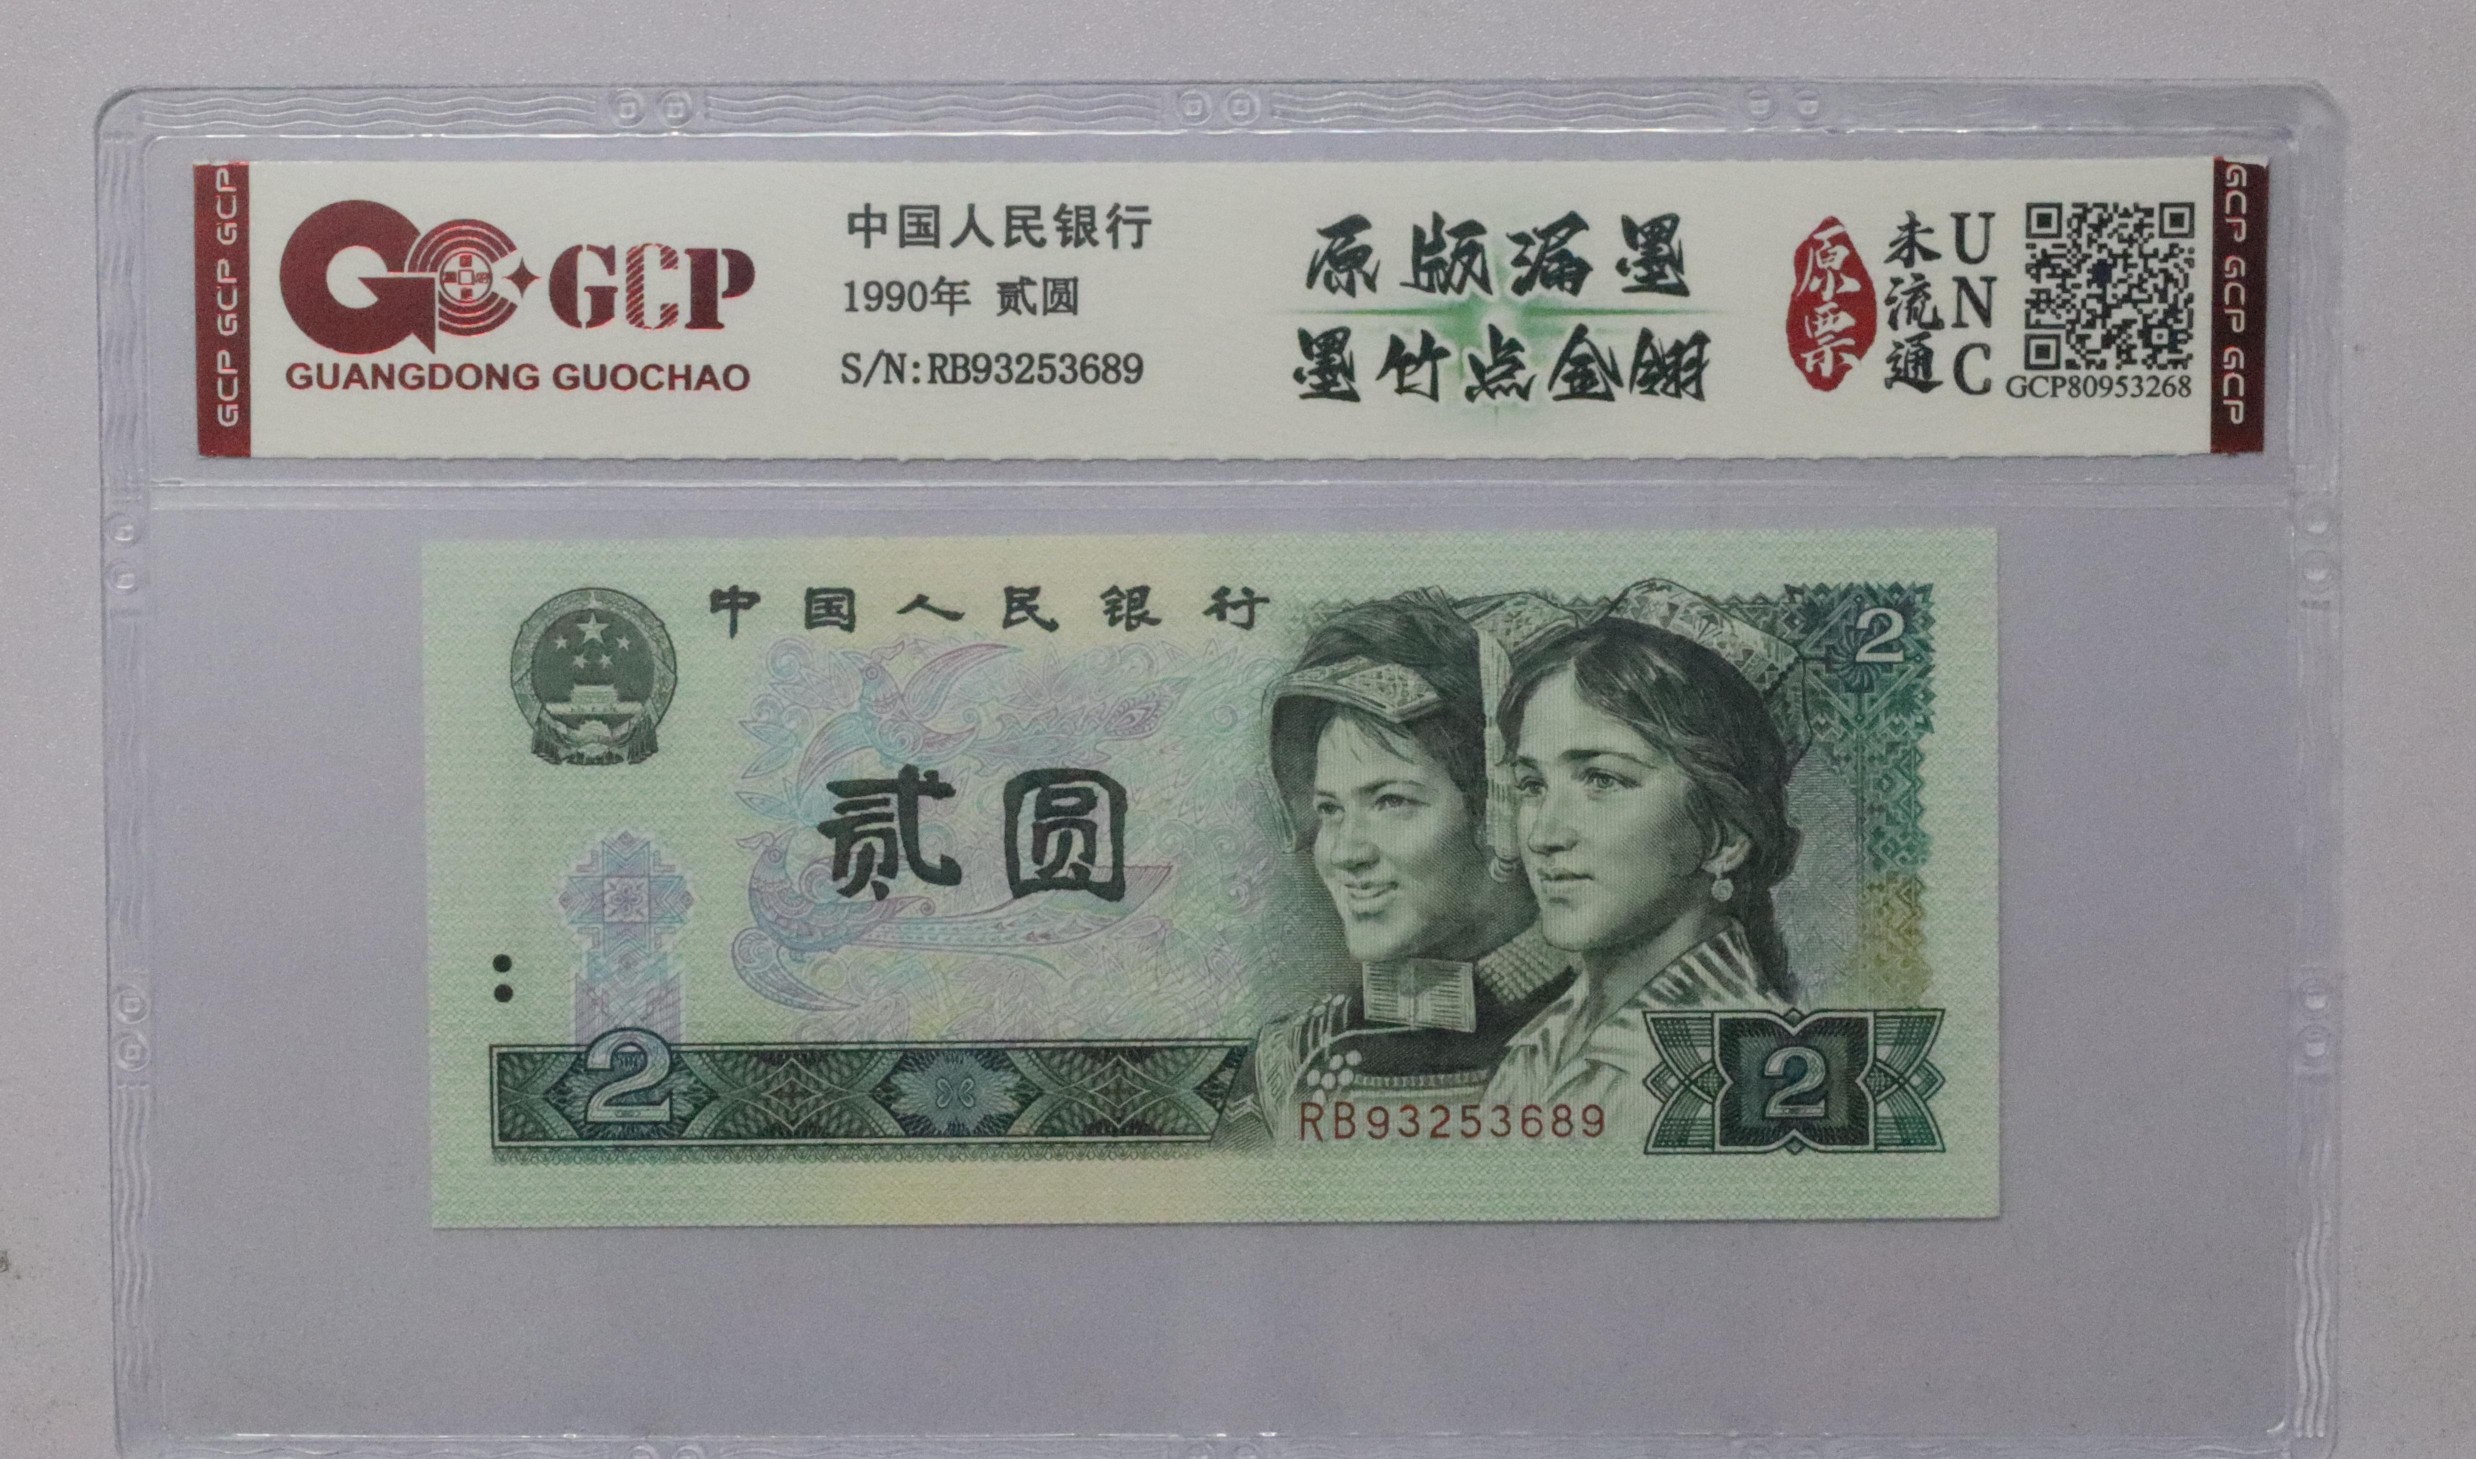 GCP GCP GCP
GCP
GUANGDONG GUOCHAO
中国人民银行
1990年 贰圆
S/N:RB93253689
原版漏墨
墨竹点金翎
原票
未流通
UNC
GCP80953268
GCP GCP GCP
中国人民银行
2
贰圆
2
RB93253689
2